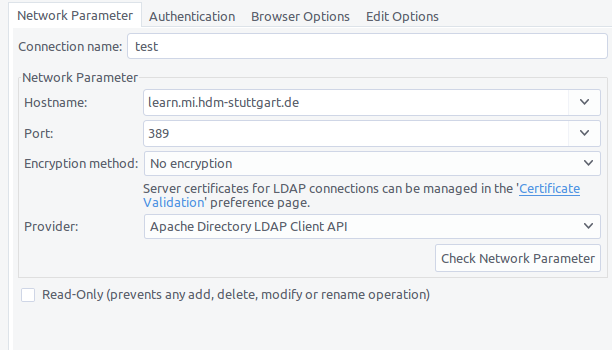 Network Parameter Authentication Browser Options Edit Options
Connection name: test
Network Parameter
Hostname: learn.mi.hdm-stuttgart.de
Port: 389
Encryption method: No encryption
Server certificates for LDAP connections can be managed in the 'Certificate
Validation' preference page.
Provider: Apache Directory LDAP Client API
Check Network Parameter
Read-Only (prevents any add, delete, modify or rename operation)